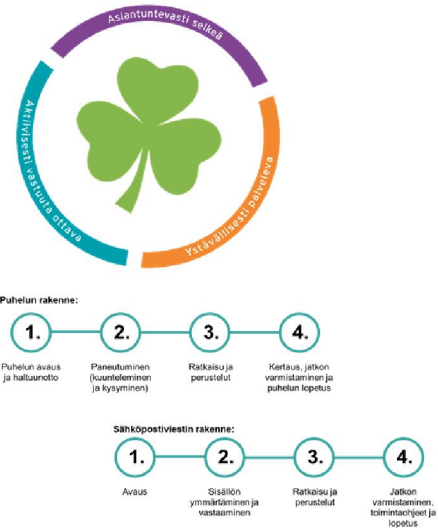 Asiantuntevasti selkeä
Aktiivisesti vastuuta ottava
Ystävällisesti palveleva
Puhelun rakenne:
1. 2. 3. 4.
Puhelun avaus
ja haltuunotto
Paneutuminen
(kuunteleminen
ja kysyminen)
Ratkaisu ja
perustelut
Kertaus, jatkon
varmistaminen ja
puhelun lopetus
Sähköpostiviestin rakenne:
1. 2. 3. 4.
Avaus
Sisällön
ymmärtäminen ja
vastaaminen
Ratkaisu ja
perustelut
Jatkon
varmistaminen,
toimintaohjeet ja
lopetus